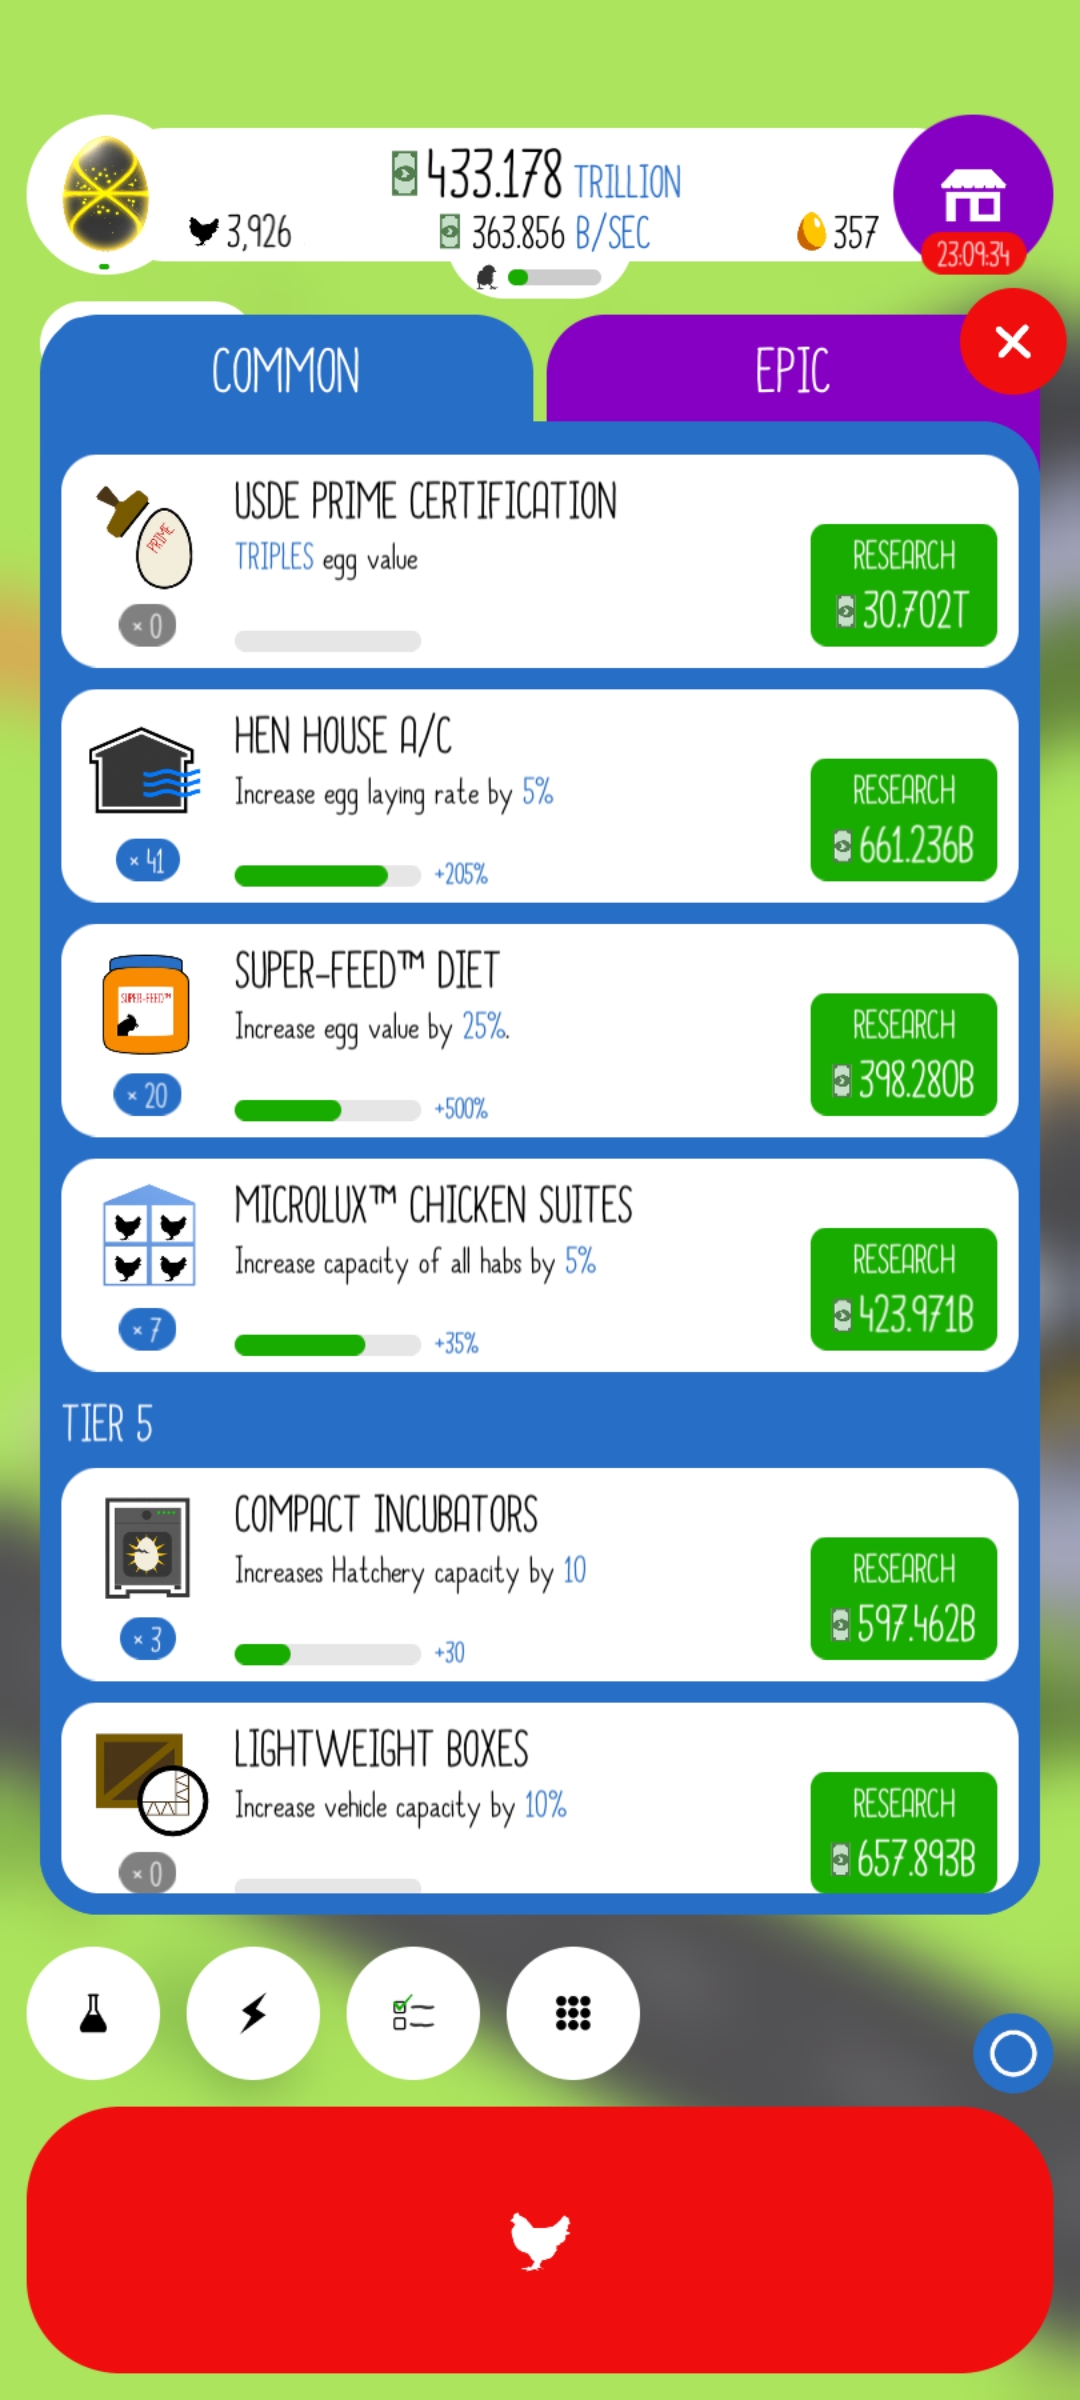 433.178 TRILLION
3,926
363.856 B/SEC
357
23:09:34
COMMON
EPIC
USDE PRIME CERTIFICATION
TRIPLES egg value
PRIME
× 0
RESEARCH
30.702T
HEN HOUSE A/C
Increase egg laying rate by 5%
× 41
+205%
RESEARCH
661.236B
SUPER-FEED™ DIET
Increase egg value by 25%.
SUPER-FEED™
× 20
+500%
RESEARCH
398.280B
MICROLUX™ CHICKEN SUITES
Increase capacity of all habs by 5%
× 7
+35%
RESEARCH
423.971B
TIER 5
COMPACT INCUBATORS
Increases Hatchery capacity by 10
× 3
+30
RESEARCH
597.462B
LIGHTWEIGHT BOXES
Increase vehicle capacity by 10%
× 0
RESEARCH
657.893B